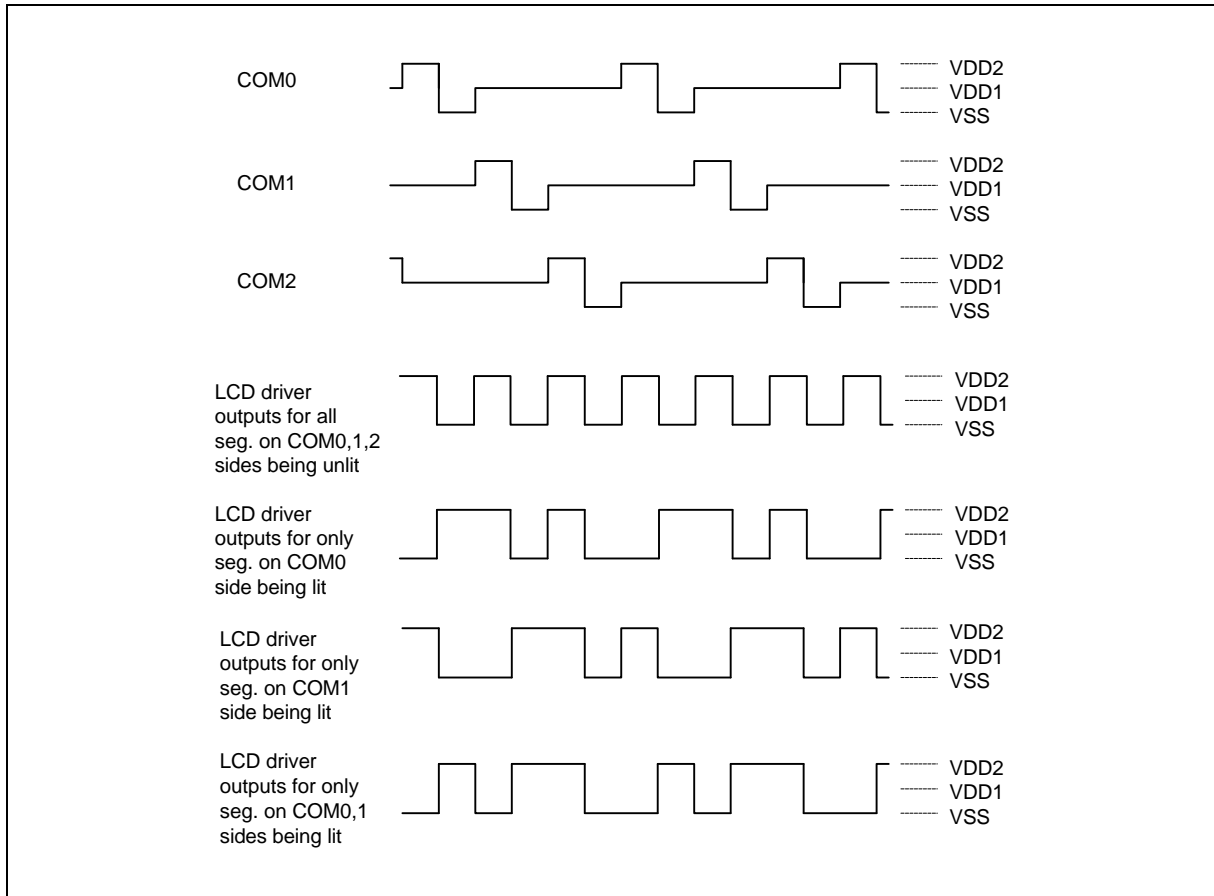 COM0
VDD2
VDD1
VSS
COM1
VDD2
VDD1
VSS
COM2
VDD2
VDD1
VSS
LCD driver
outputs for all
seg. on COM0,1,2
sides being unlit
VDD2
VDD1
VSS
LCD driver
outputs for only
seg. on COM0
side being lit
VDD2
VDD1
VSS
LCD driver
outputs for only
seg. on COM1
side being lit
VDD2
VDD1
VSS
LCD driver
outputs for only
seg. on COM0,1
sides being lit
VDD2
VDD1
VSS